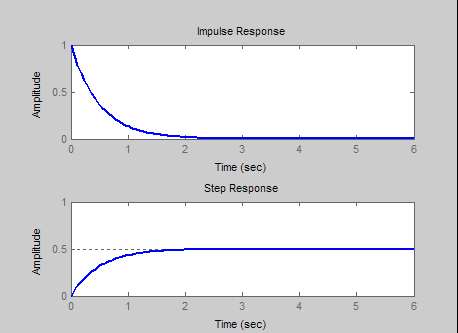 Impulse Response
1
0.5
0
Amplitude
0 1 2 3 4 5 6
Time (sec)
Step Response
1
0.5
0
Amplitude
0 1 2 3 4 5 6
Time (sec)